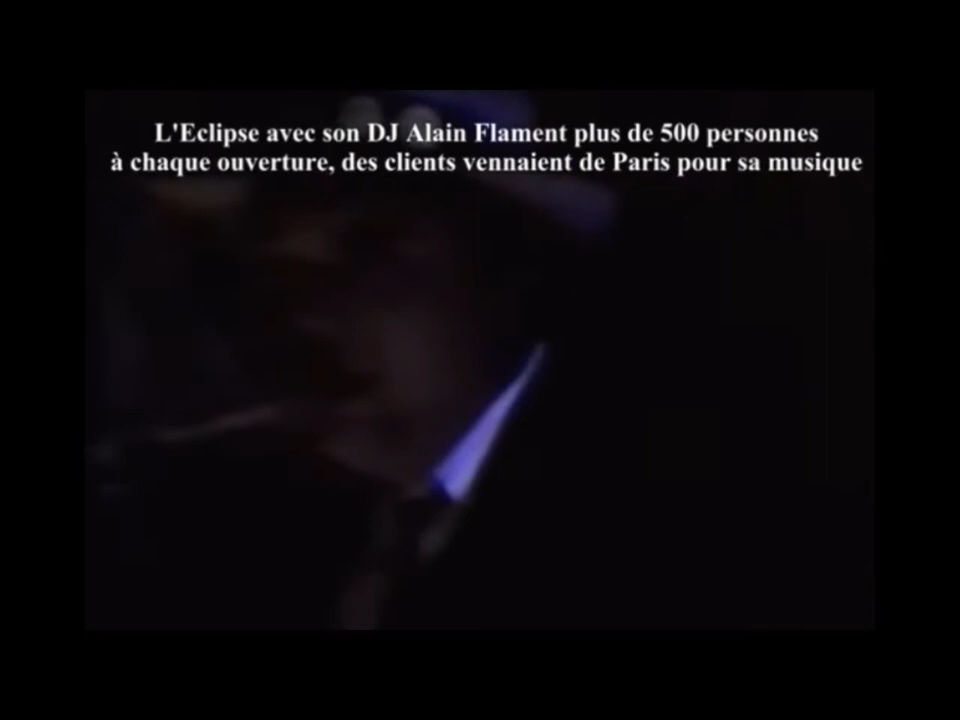 L'Eclipse avec son DJ Alain Flament plus de 500 personnes
à chaque ouverture, des clients vennaient de Paris pour sa musique